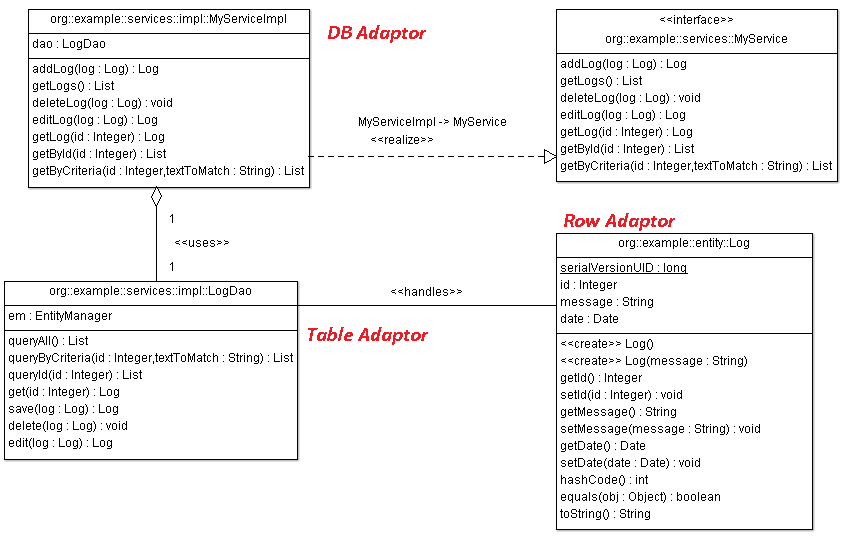 org::example::services::impl::MyServiceImpl
dao : LogDao
addLog(log : Log) : Log
getLogs() : List
deleteLog(log : Log) : void
editLog(log : Log) : Log
getLog(id : Integer) : Log
getById(id : Integer) : List
getByCriteria(id : Integer,textToMatch : String) : List
DB Adaptor
MyServiceImpl -> MyService
<<realize>>
<<interface>>
org::example::services::MyService
addLog(log : Log) : Log
getLogs() : List
deleteLog(log : Log) : void
editLog(log : Log) : Log
getLog(id : Integer) : Log
getById(id : Integer) : List
getByCriteria(id : Integer,textToMatch : String) : List
1
<<uses>>
1
org::example::services::impl::LogDao
em : EntityManager
queryAll() : List
queryByCriteria(id : Integer,textToMatch : String) : List
queryId(id : Integer) : List
get(id : Integer) : Log
save(log : Log) : Log
delete(log : Log) : void
edit(log : Log) : Log
<<handles>>
Table Adaptor
Row Adaptor
org::example::entity::Log
serialVersionUID : long
id : Integer
message : String
date : Date
<<create>> Log()
<<create>> Log(message : String)
getId() : Integer
setId(id : Integer) : void
getMessage() : String
setMessage(message : String) : void
getDate() : Date
setDate(date : Date) : void
hashCode() : int
equals(obj : Object) : boolean
toString() : String